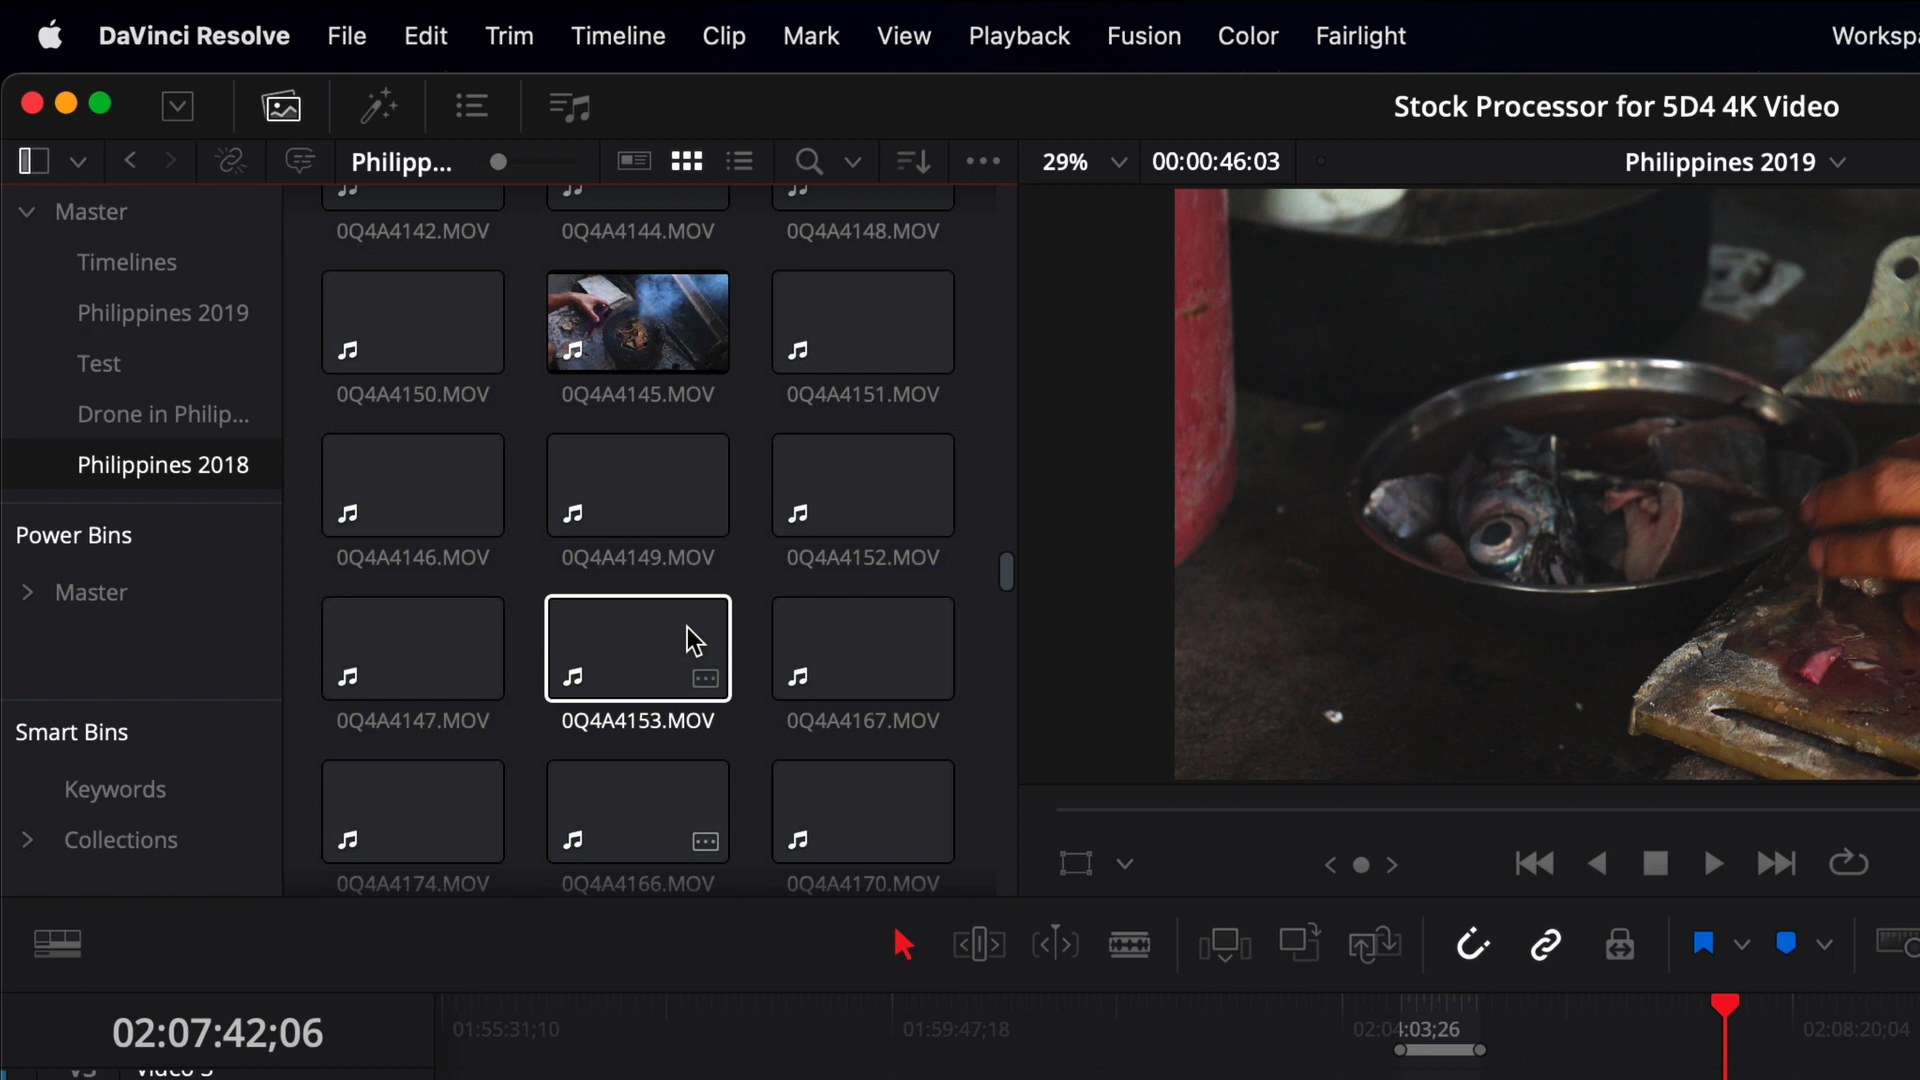 DaVinci Resolve File Edit Trim Timeline Clip Mark View Playback Fusion Color Fairlight Workspa
Stock Processor for 5D4 4K Video
Philipp... 29% 00:00:46:03 Philippines 2019
Master
Timelines
Philippines 2019
Test
Drone in Philip...
Philippines 2018
Power Bins
Master
Smart Bins
Keywords
Collections
0Q4A4142.MOV 0Q4A4144.MOV 0Q4A4148.MOV
0Q4A4150.MOV 0Q4A4145.MOV 0Q4A4151.MOV
0Q4A4146.MOV 0Q4A4149.MOV 0Q4A4152.MOV
0Q4A4147.MOV 0Q4A4153.MOV 0Q4A4167.MOV
0Q4A4174.MOV 0Q4A4166.MOV 0Q4A4170.MOV
02:07:42;06
01:55:31;10 01:59:47;18 02:04:03;26 02:08:20;04